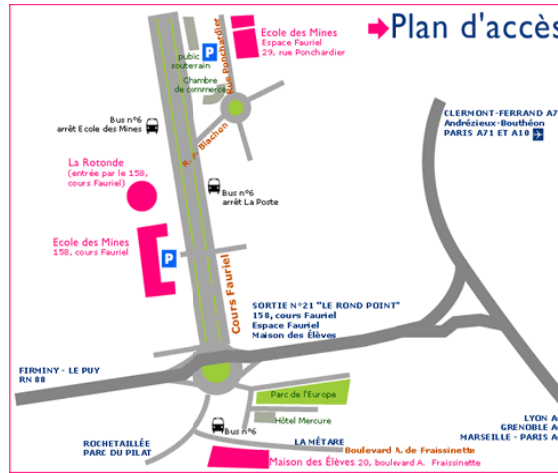 ➡Plan d'accès
Ecole des Mines
Espace Fauriel
29, rue Ponchardier
P
public
souterrain
Rue Ponchardier
Chambre
de commerce
CLERMONT-FERRAND A7
Andrézieux-Bouthéon
PARIS A71 ET A10
Bus n°6
arrêt Ecole des Mines
R. P. Blachon
La Rotonde
(entrée par le 158,
cours Fauriel)
Bus n°6
arrêt La Poste
Ecole des Mines
158, cours Fauriel
P
Cours Fauriel
SORTIE N°21 "LE ROND POINT"
158, cours Fauriel
Espace Fauriel
Maison des Élèves
FIRMINY - LE PUY
RN 88
Parc de l'Europe
Hôtel Mercure
LYON A
GRENOBLE A
MARSEILLE - PARIS A
Bus n°6
ROCHETAILLÉE
PARC DU PILAT
LA MÉTARE
Boulevard A. de Fraissinette
Maison des Élèves 20, boulevard A. Fraissinette